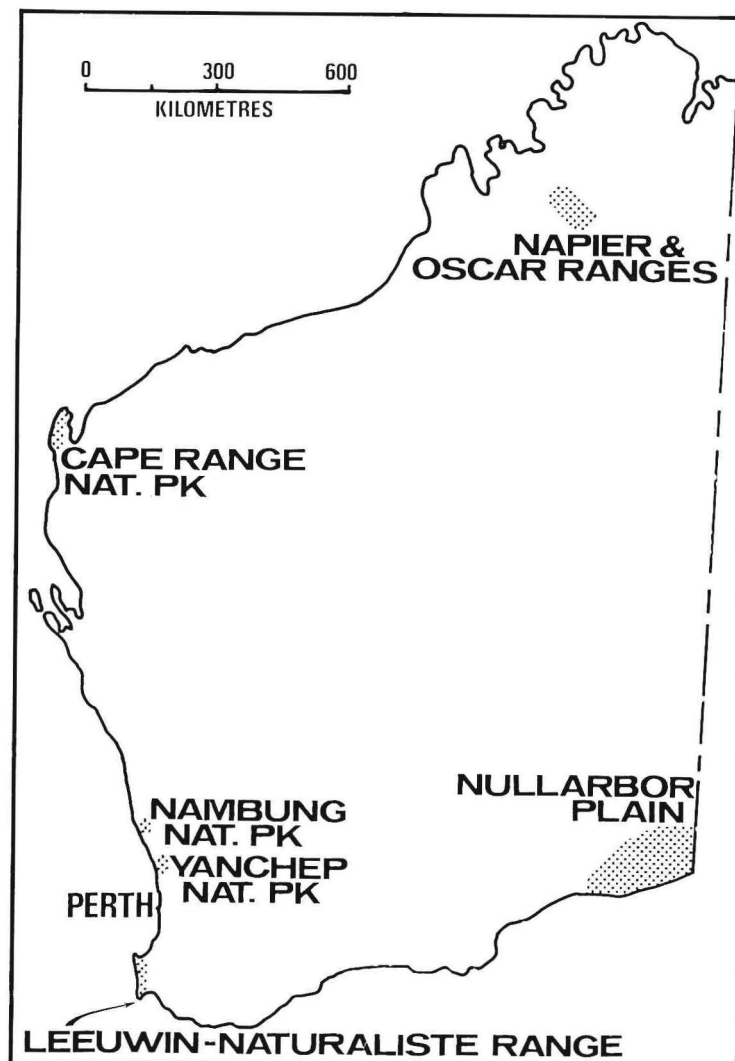 0 300 600
KILOMETRES
NAPIER &
OSCAR RANGES
CAPE RANGE
NAT. PK
NULLARBOR
PLAIN
NAMBUNG
NAT. PK
YANCHEP
NAT. PK
PERTH
LEEUWIN-NATURALISTE RANGE